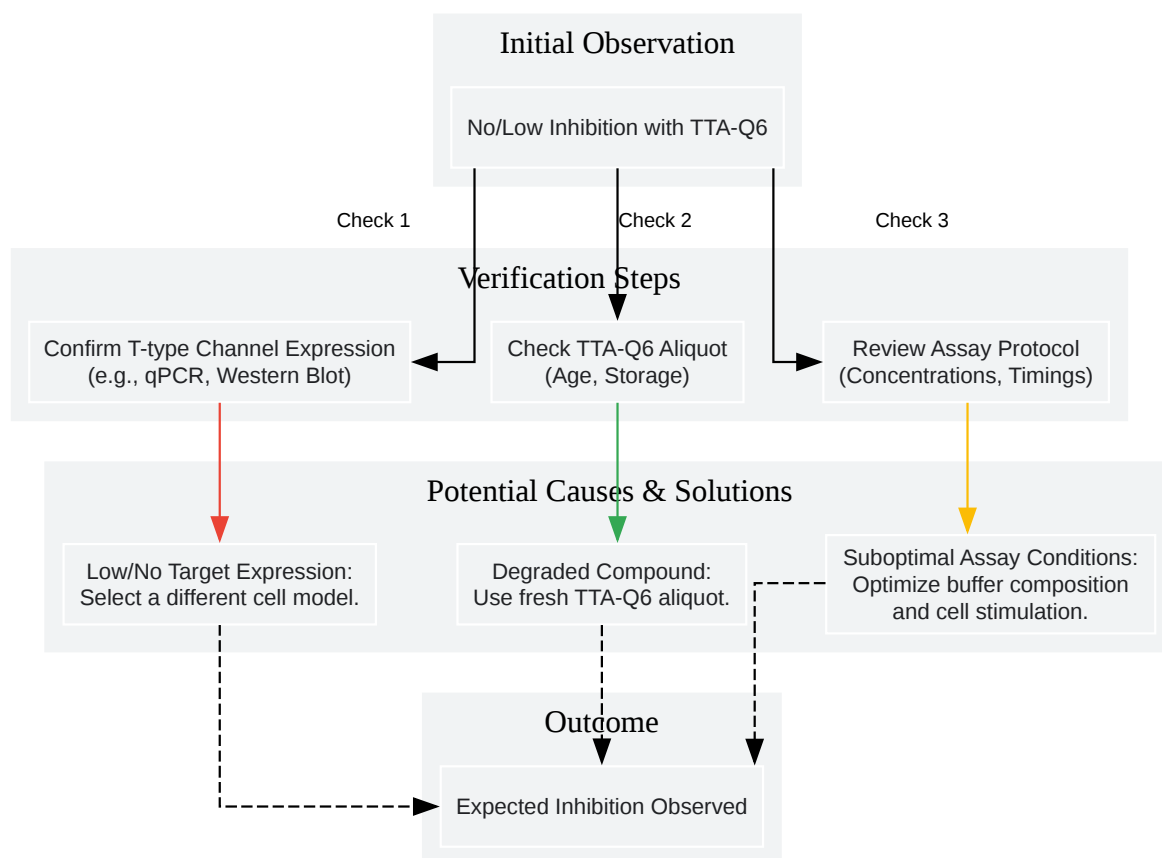 Initial Observation
No/Low Inhibition with TTA-Q6
Check 1
Check 2
Check 3
Verification Steps
Confirm T-type Channel Expression
(e.g., qPCR, Western Blot)
Check TTA-Q6 Aliquot
(Age, Storage)
Review Assay Protocol
(Concentrations, Timings)
Potential Causes & Solutions
Low/No Target Expression:
Select a different cell model.
Degraded Compound:
Use fresh TTA-Q6 aliquot.
Suboptimal Assay Conditions:
Optimize buffer composition
and cell stimulation.
Outcome
Expected Inhibition Observed